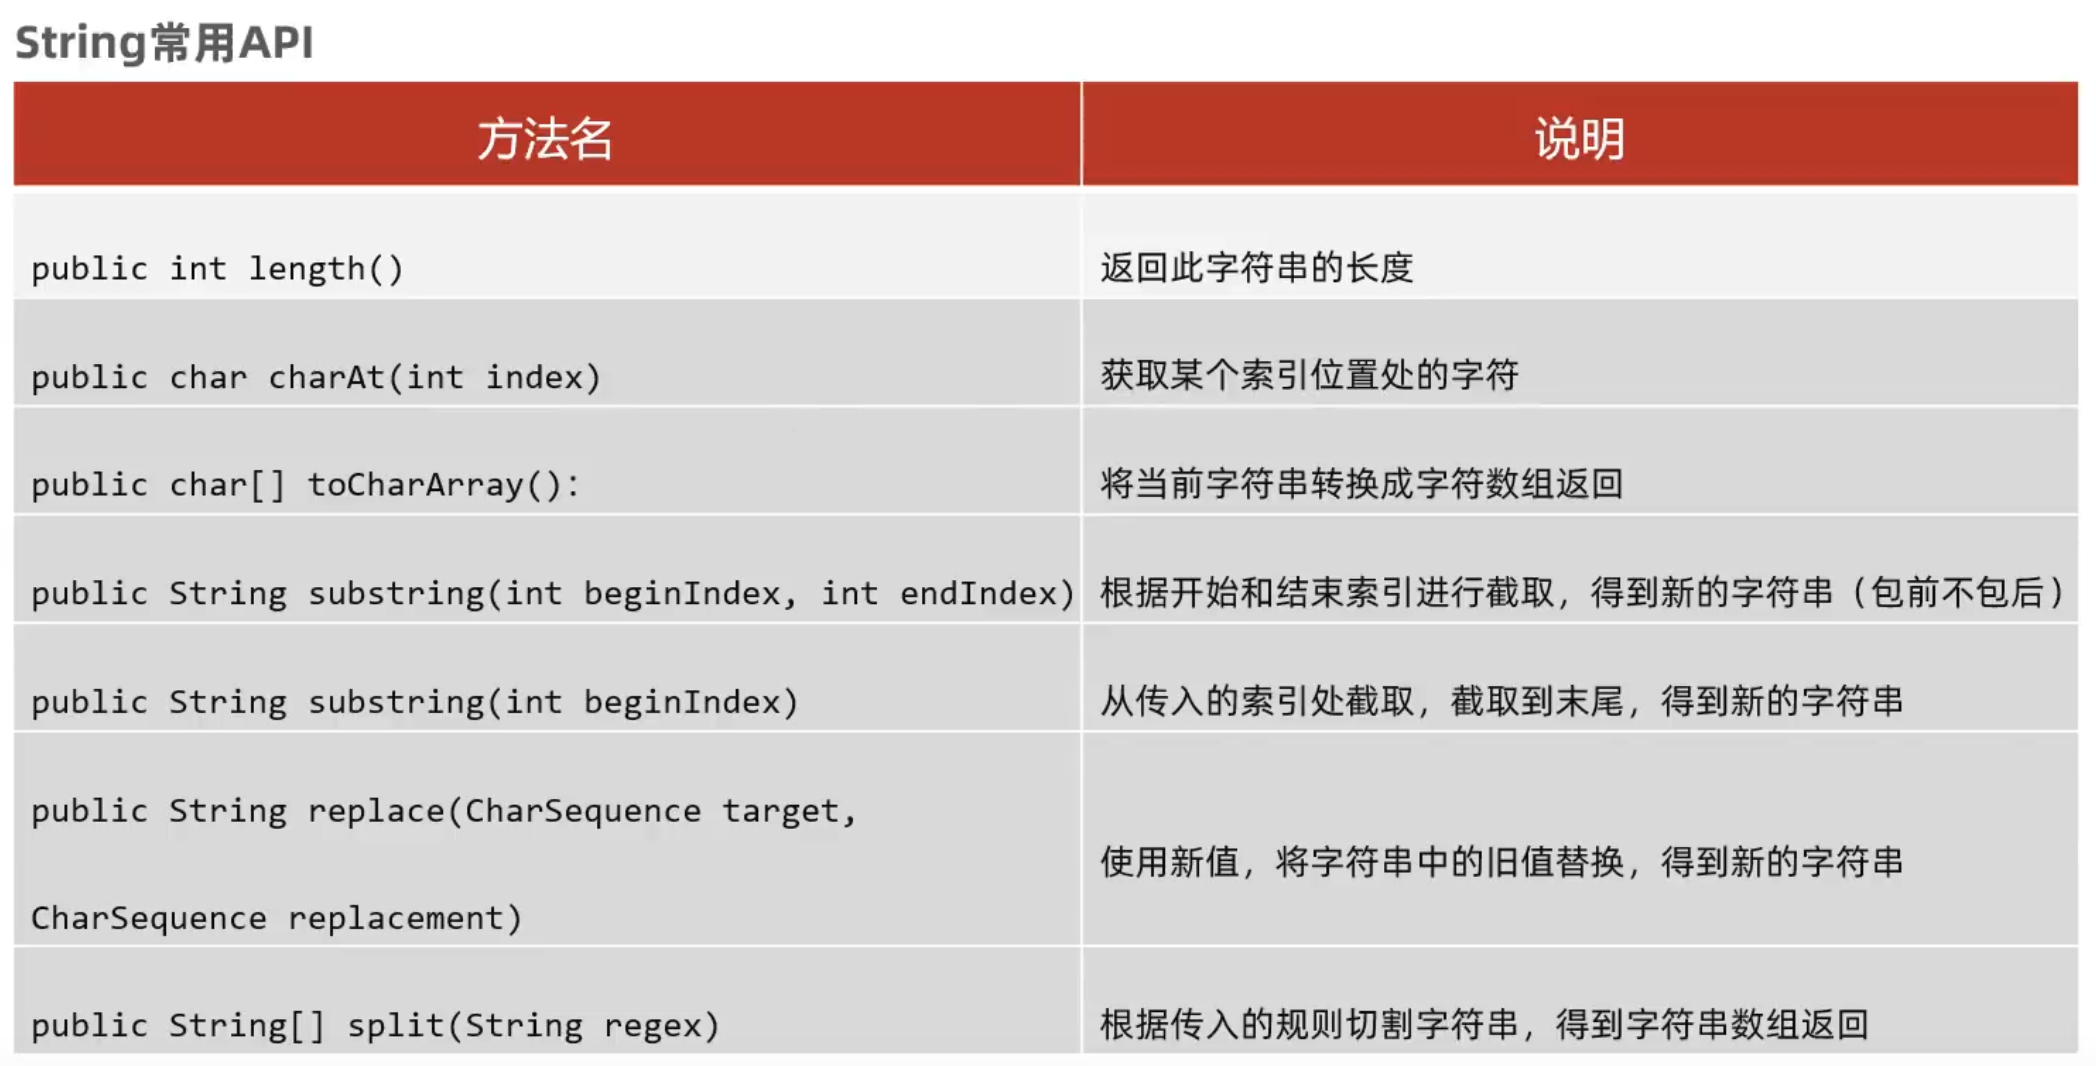 String常用API
方法名 说明
public int length() 返回此字符串的长度
public char charAt(int index) 获取某个索引位置处的字符
public char[] toCharArray()： 将当前字符串转换成字符数组返回
public String substring(int beginIndex, int endIndex) 根据开始和结束索引进行截取，得到新的字符串（包前不包后）
public String substring(int beginIndex) 从传入的索引处截取，截取到末尾，得到新的字符串
public String replace(CharSequence target,
CharSequence replacement) 使用新值，将字符串中的旧值替换，得到新的字符串
public String[] split(String regex) 根据传入的规则切割字符串，得到字符串数组返回